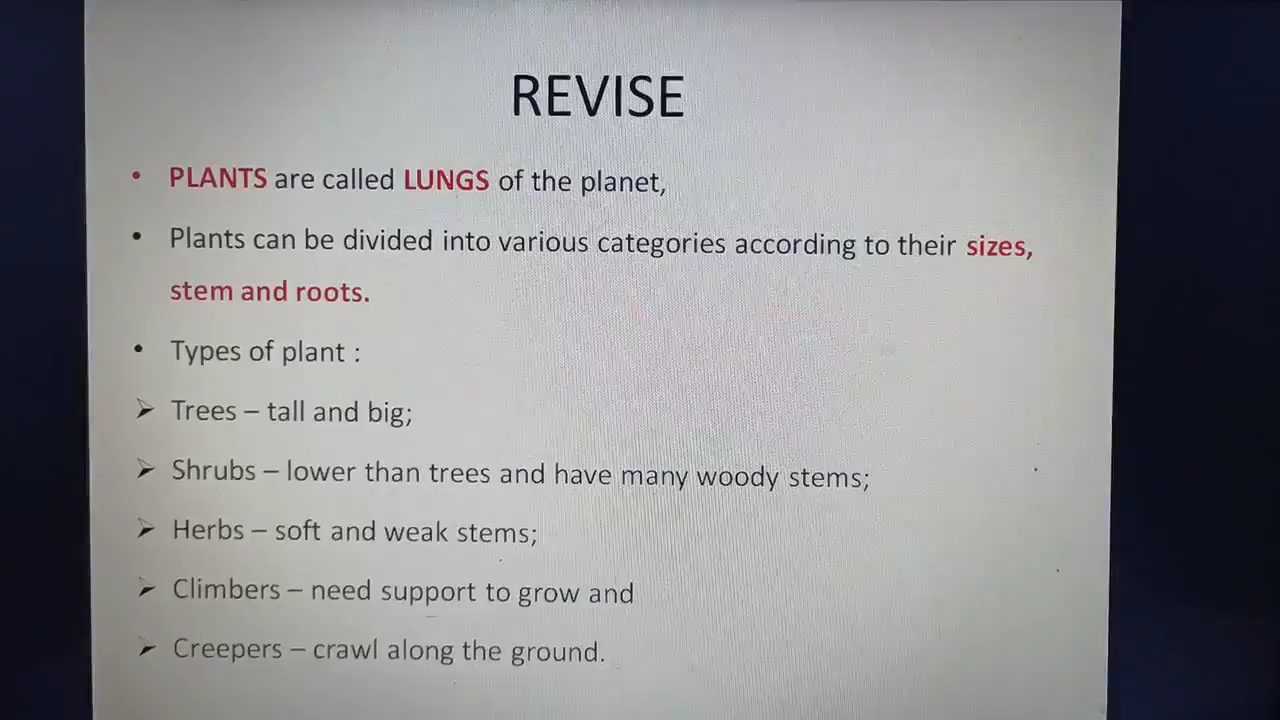 REVISE
• PLANTS are called LUNGS of the planet,
• Plants can be divided into various categories according to their sizes,
stem and roots.
• Types of plant :
➢ Trees – tall and big;
➢ Shrubs – lower than trees and have many woody stems;
➢ Herbs – soft and weak stems;
➢ Climbers – need support to grow and
➢ Creepers – crawl along the ground.